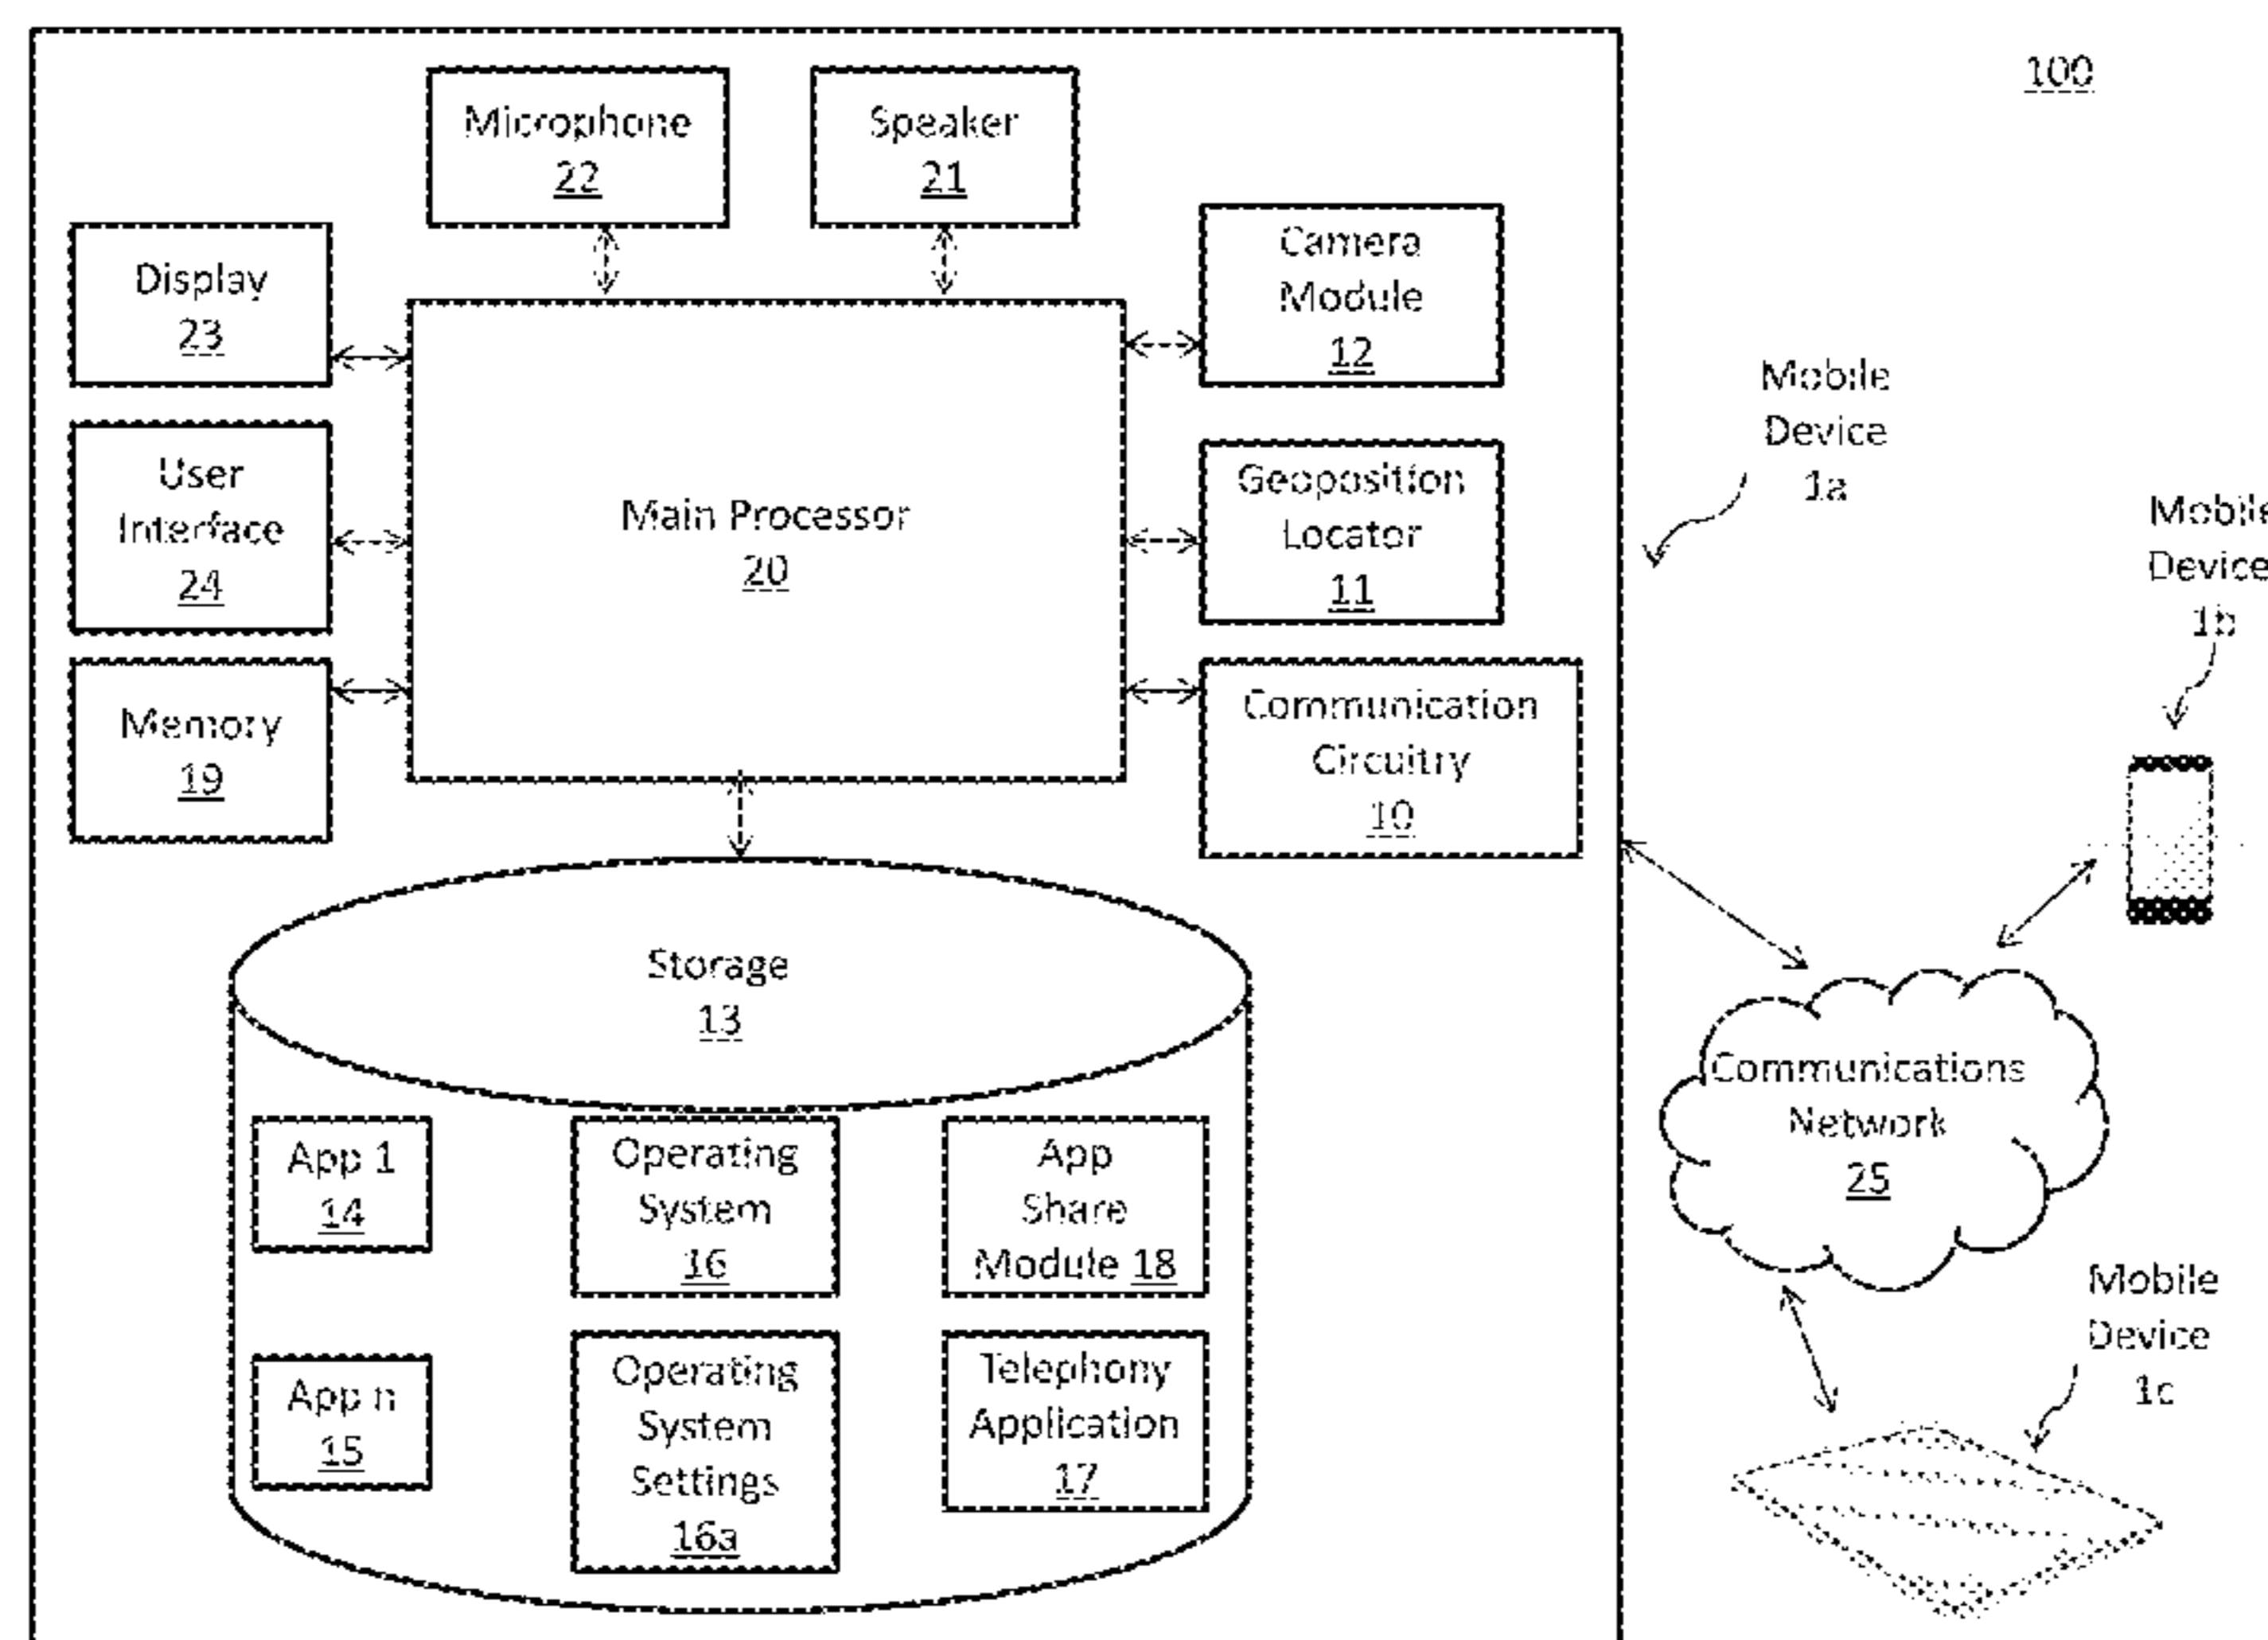 100
Microphone
22
Speaker
21
Display
23
Camera
Module
12
User
Interface
24
Main Processor
20
Geoposition
Locator
11
Memory
19
Communication
Circuitry
10
Mobile
Device
1a
Mobile
Device
1b
Storage
13
App 1
14
Operating
System
16
App
Share
Module 18
App n
15
Operating
System
Settings
16a
Telephony
Application
17
Communications
Network
25
Mobile
Device
1c